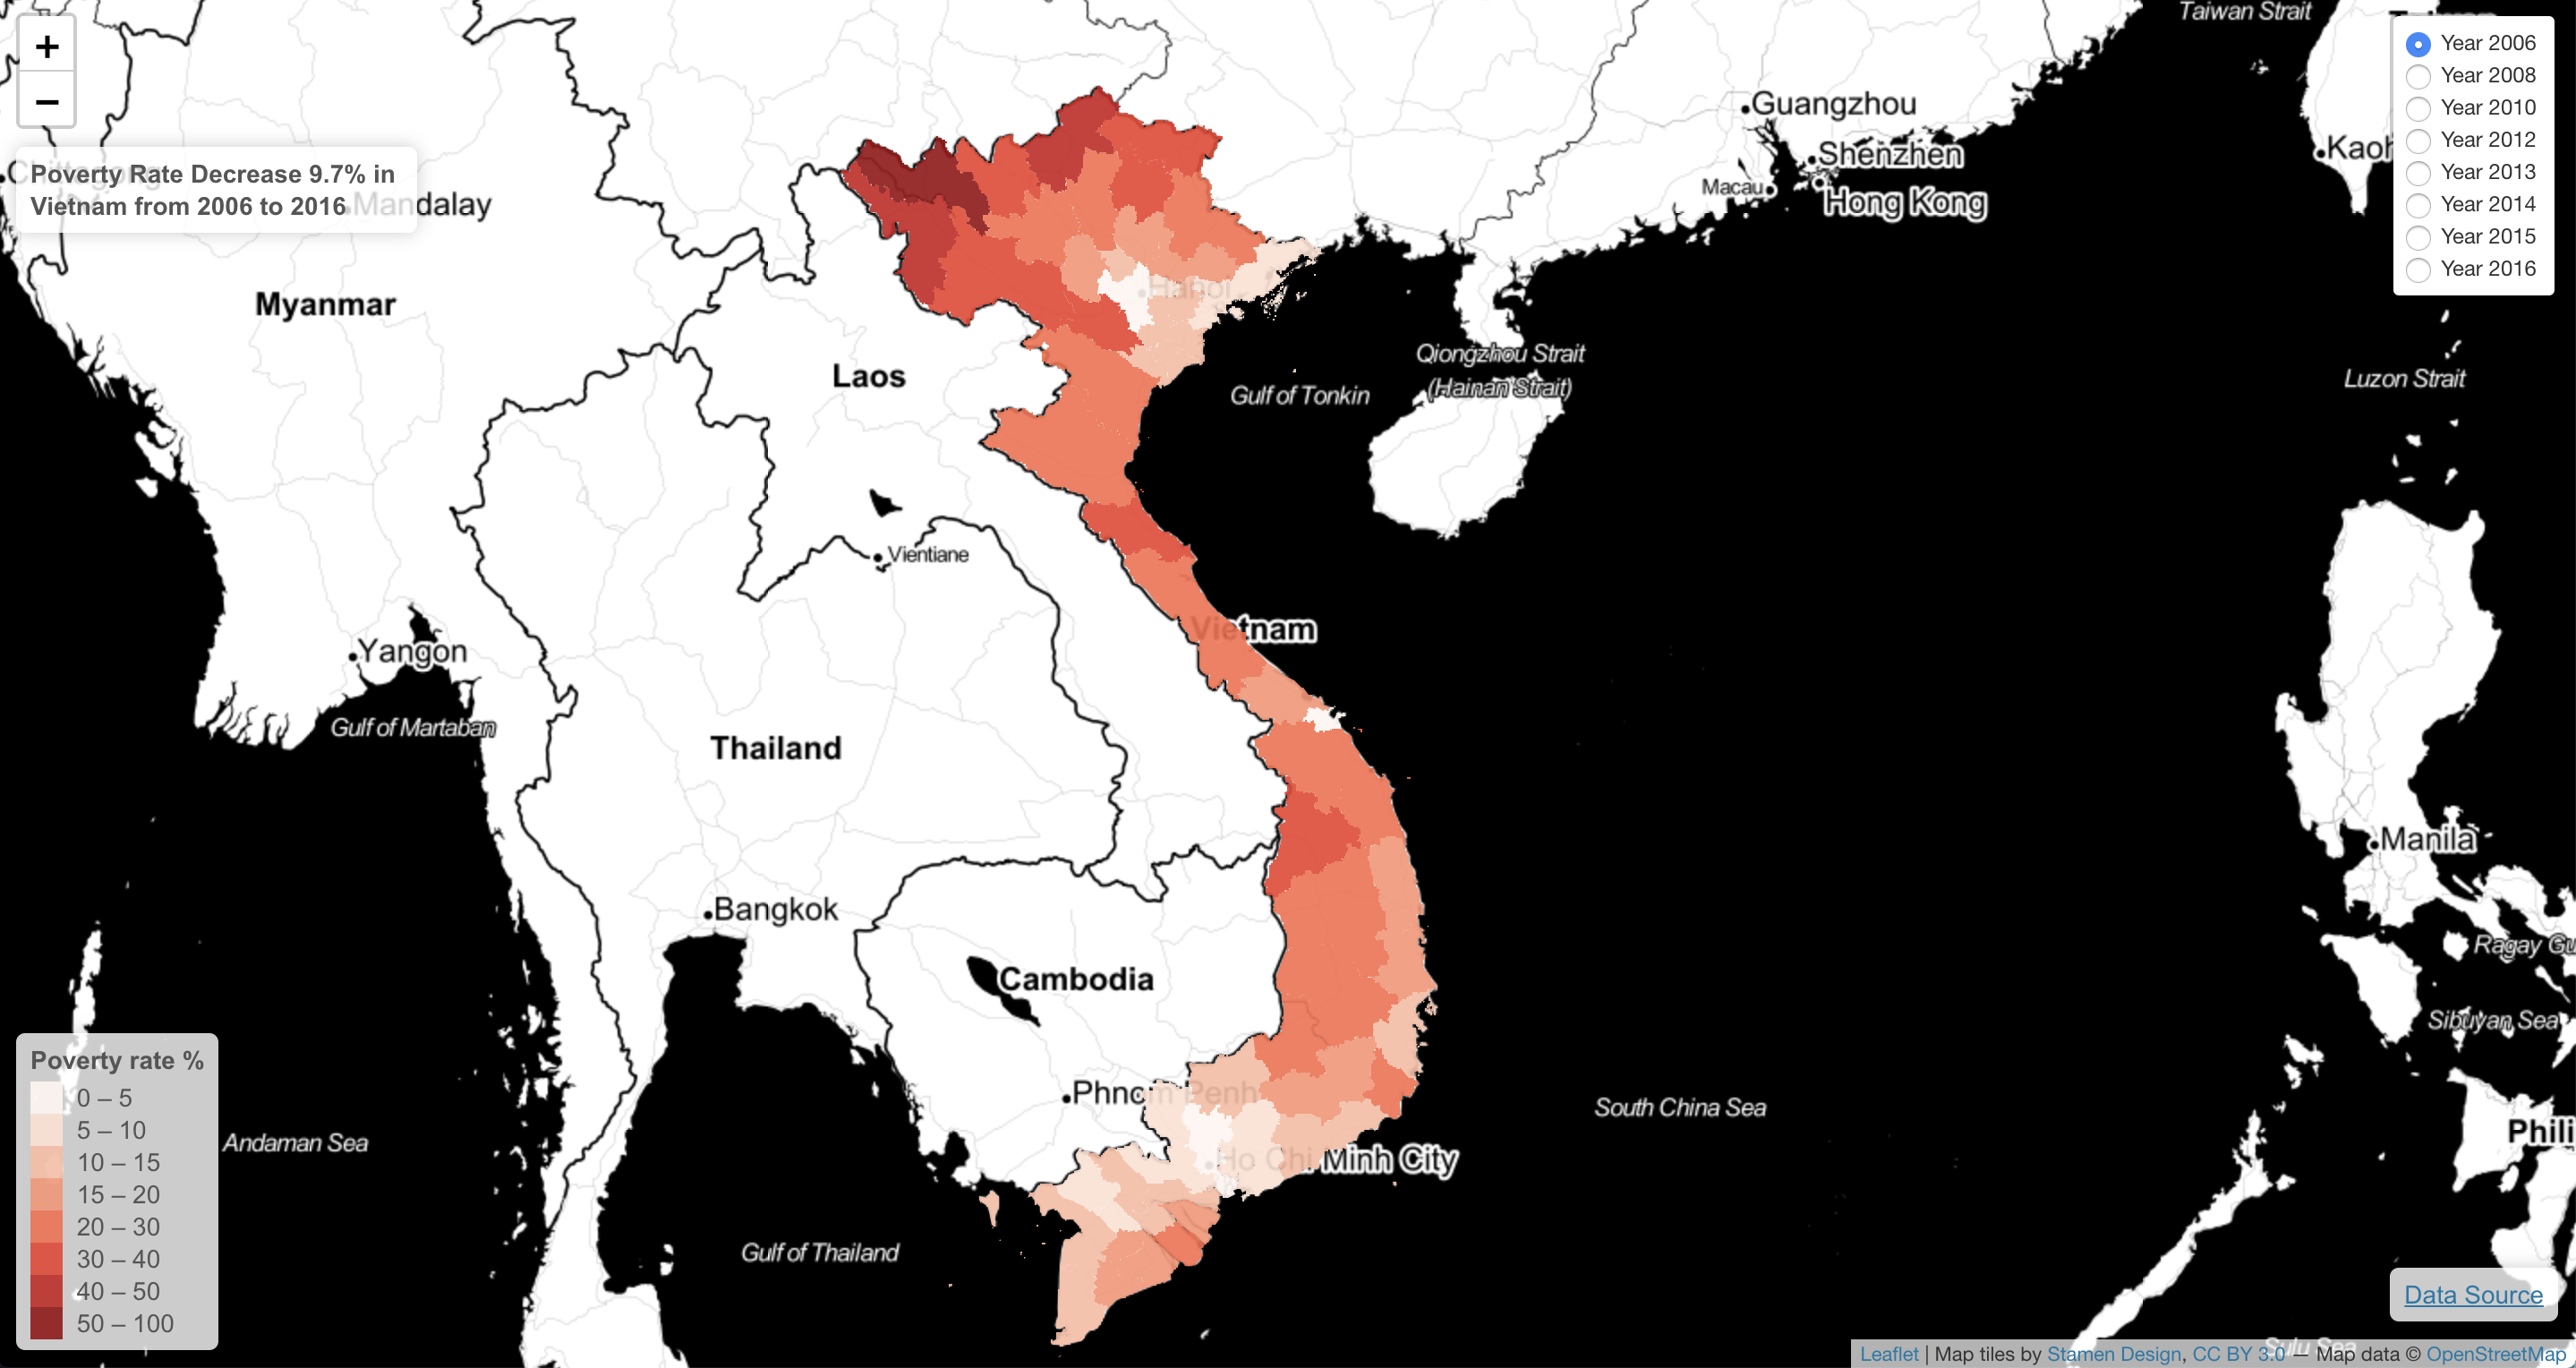 Taiwan Strait
+
−
Year 2006
Year 2008
Year 2010
Year 2012
Year 2013
Year 2014
Year 2015
Year 2016
Guangzhou
Shenzhen
Hong Kong
Macau
Poverty Rate Decrease 9.7% in
Vietnam from 2006 to 2016
Chittagong
Mandalay
Myanmar
Hanoi
Laos
Qiongzhou Strait
(Hainan Strait)
Gulf of Tonkin
Luzon Strait
Vientiane
Vietnam
Yangon
Gulf of Martaban
Thailand
Manila
Bangkok
Cambodia
Sibuyan Sea
Phnom Penh
South China Sea
Ho Chi Minh City
Andaman Sea
Gulf of Thailand
Poverty rate %
0 – 5
5 – 10
10 – 15
15 – 20
20 – 30
30 – 40
40 – 50
50 – 100
Kaoh
Ragay Gu
Phili
Data Source
Sulu Sea
Leaflet | Map tiles by Stamen Design, CC BY 3.0 — Map data © OpenStreetMap